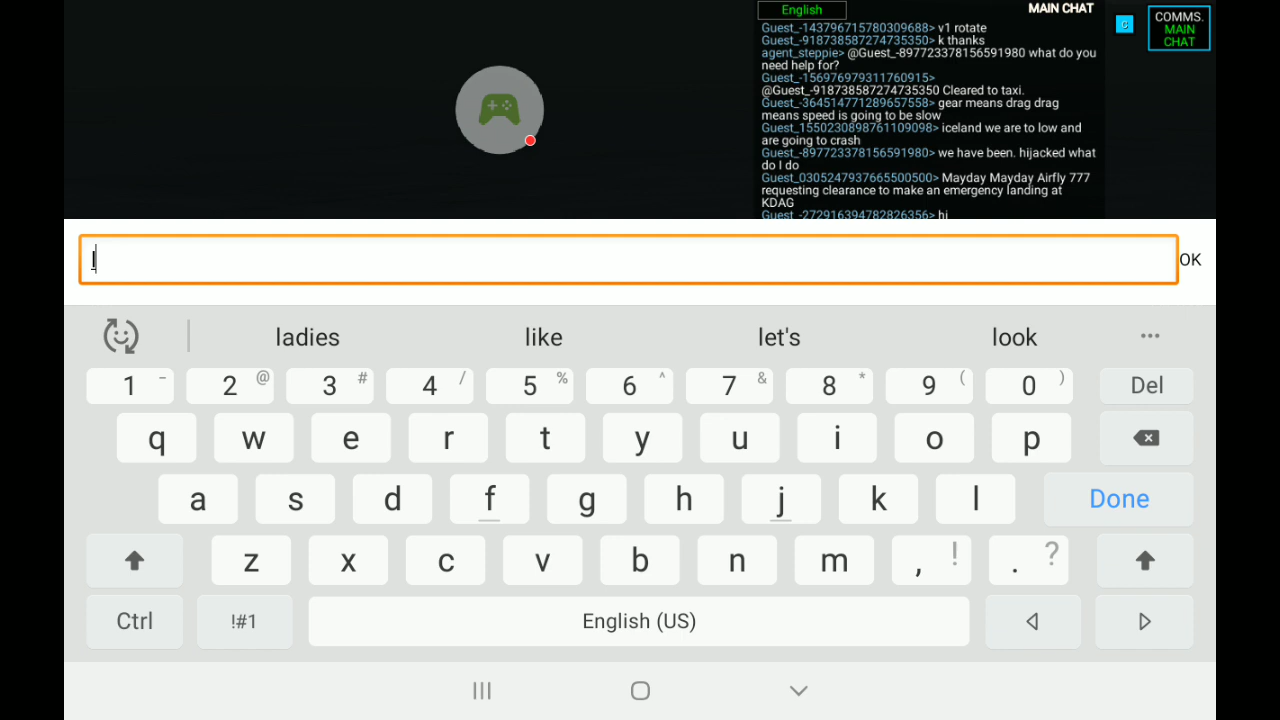 English
MAIN CHAT
Guest_-143796715780309688> v1 rotate
Guest_-918738587274735350> k thanks
agent_steppie> @Guest_-897723378156591980 what do you
need help for?
Guest_-156976979311760915>
@Guest_-918738587274735350 Cleared to taxi.
Guest_-364514771289657558> gear means drag drag
means speed is going to be slow
Guest_1550230898761109098> iceland we are to low and
are going to crash
Guest_-897723378156591980> we have been. hijacked what
do I do
Guest_0305247937665500500> Mayday Mayday Airfly 777
requesting clearance to make an emergency landing at
KDAG
Guest_-272916394782826356> hi
c
COMMS.
MAIN
CHAT
l
OK
ladies like let's look
1 - 2 @ 3 # 4 / 5 % 6 ^ 7 & 8 * 9 ( 0 ) Del
q w e r t y u i o p
a s d f g h j k l Done
z x c v b n m , ! . ?
Ctrl !#1 English (US)